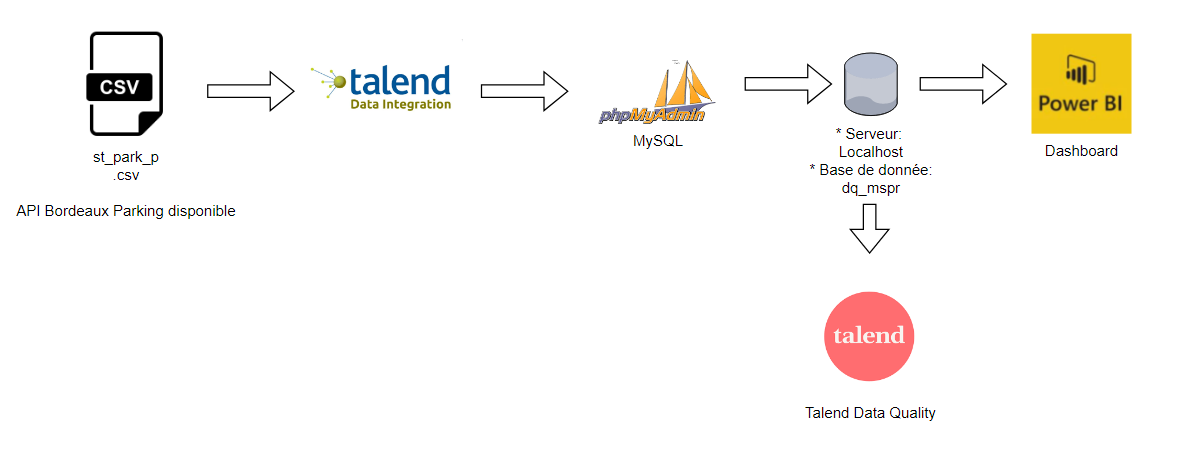 CSV
st_park_p
.csv
API Bordeaux Parking disponible
talend
Data Integration
phpMyAdmin
MySQL
* Serveur:
Localhost
* Base de donnée:
dq_mspr
Power BI
Dashboard
talend
Talend Data Quality